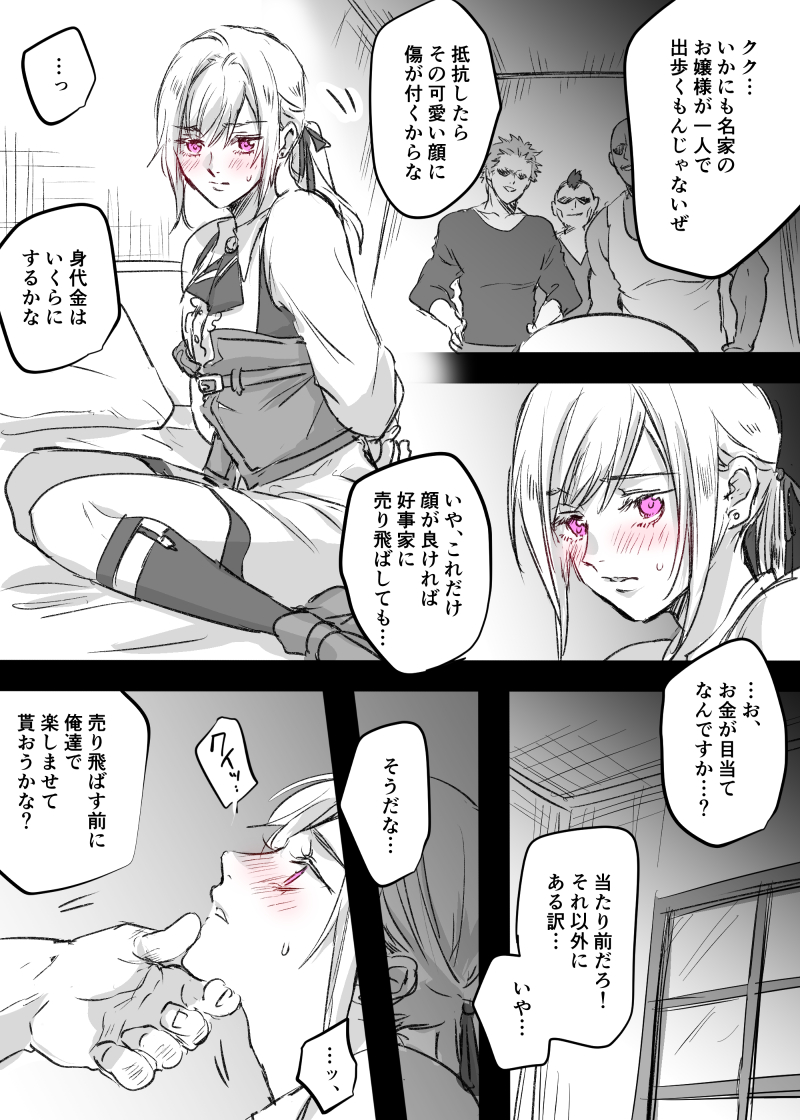 クク…
いかにも名家の
お嬢様が一人で
出歩くもんじゃないぜ
抵抗したら
その可愛い顔に
傷が付くからな
…っ
身代金は
いくらに
するかな
いや、これだけ
顔が良ければ
好事家に
売り飛ばしても…
…お、
お金が目当て
なんですか…？
当たり前だろ！
それ以外に
ある訳…
いや…
そうだな…
クイッ…
売り飛ばす前に
俺達で
楽しませて
貰おうかな？
…ッ、